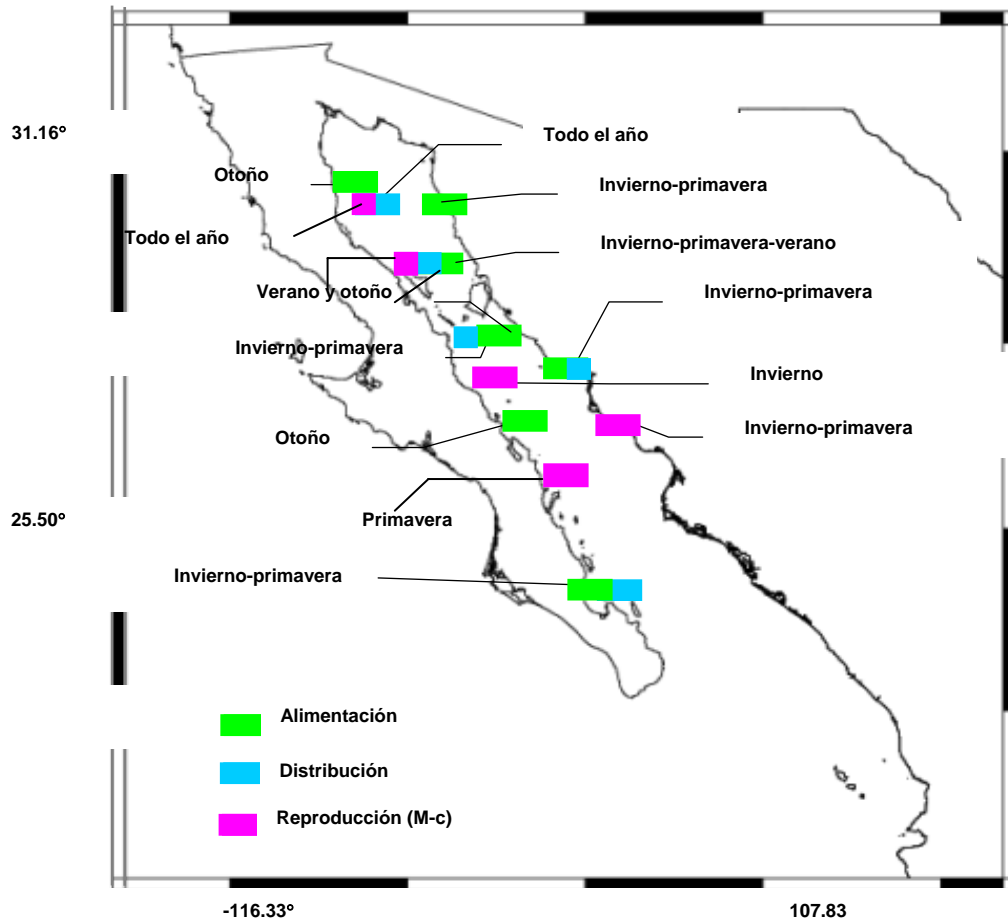 31.16°
Todo el año
Otoño
Invierno-primavera
Todo el año
Invierno-primavera-verano
Verano y otoño
Invierno-primavera
Invierno-primavera
Invierno
Otoño
Invierno-primavera
25.50°
Primavera
Invierno-primavera
Alimentación
Distribución
Reproducción (M-c)
-116.33°
107.83